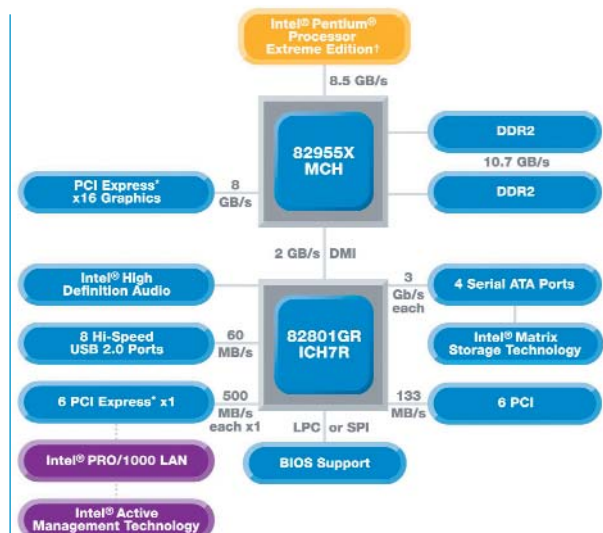 Intel® Pentium®
Processor
Extreme Edition†
8.5 GB/s
82955X
MCH
DDR2
10.7 GB/s
DDR2
PCI Express*
x16 Graphics
8
GB/s
2 GB/s DMI
Intel® High
Definition Audio
3
Gb/s
each
4 Serial ATA Ports
8 Hi-Speed
USB 2.0 Ports
60
MB/s
82801GR
ICH7R
Intel® Matrix
Storage Technology
6 PCI Express* x1
500
MB/s
each x1
133
MB/s
6 PCI
LPC or SPI
Intel® PRO/1000 LAN
BIOS Support
Intel® Active
Management Technology